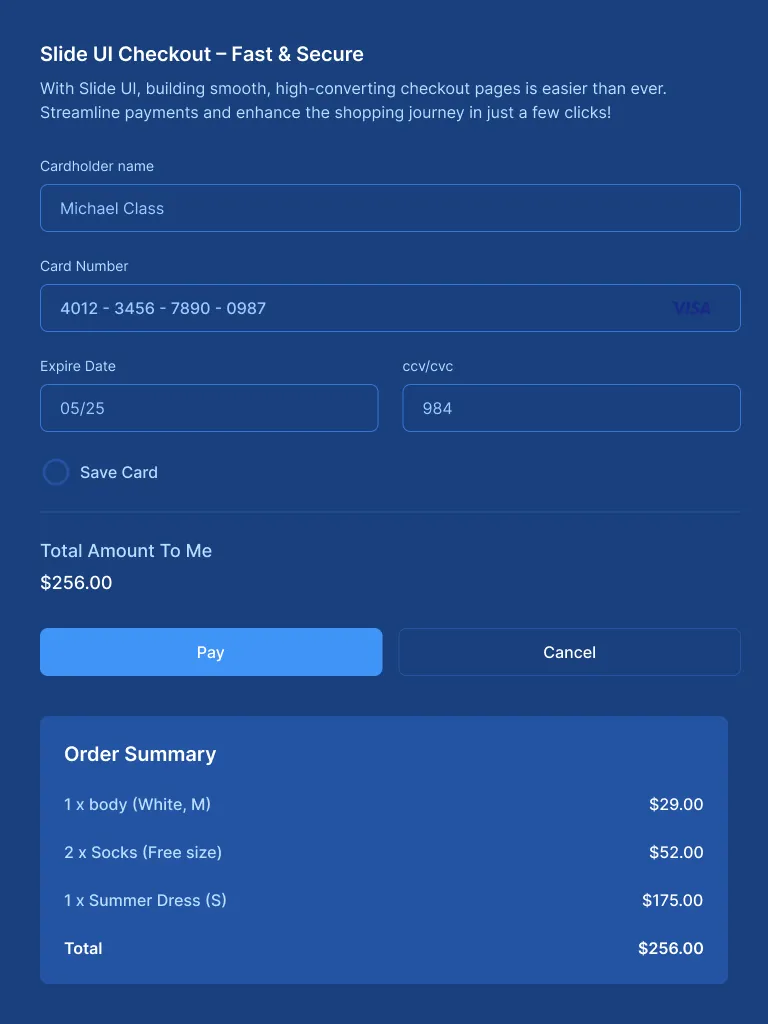 Slide UI Checkout – Fast & Secure
With Slide UI, building smooth, high-converting checkout pages is easier than ever.
Streamline payments and enhance the shopping journey in just a few clicks!
Cardholder name
Michael Class
Card Number
4012 - 3456 - 7890 - 0987
VISA
Expire Date
ccv/cvc
05/25
984
Save Card
Total Amount To Me
$256.00
Pay
Cancel
Order Summary
1 x body (White, M)
$29.00
2 x Socks (Free size)
$52.00
1 x Summer Dress (S)
$175.00
Total
$256.00